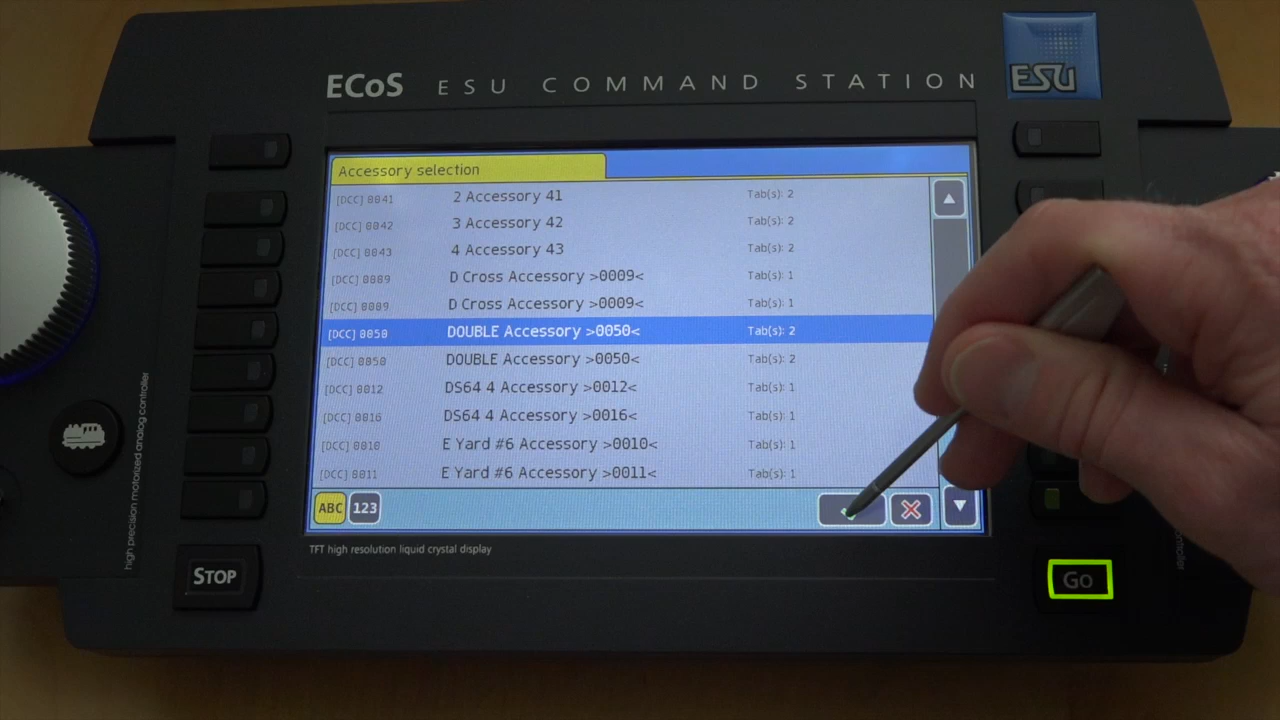 ECoS ESU COMMAND STATION
ESU
Accessory selection
[DCC] 0041 2 Accessory 41 Tab(s): 2
[DCC] 0042 3 Accessory 42 Tab(s): 2
[DCC] 0043 4 Accessory 43 Tab(s): 2
[DCC] 0009 D Cross Accessory >0009< Tab(s): 1
[DCC] 0009 D Cross Accessory >0009< Tab(s): 1
[DCC] 0050 DOUBLE Accessory >0050< Tab(s): 2
[DCC] 0050 DOUBLE Accessory >0050< Tab(s): 2
[DCC] 0012 DS64 4 Accessory >0012< Tab(s): 1
[DCC] 0016 DS64 4 Accessory >0016< Tab(s): 1
[DCC] 0010 E Yard #6 Accessory >0010< Tab(s): 1
[DCC] 0011 E Yard #6 Accessory >0011< Tab(s): 1
ABC 123
TFT high resolution liquid crystal display
high precision motorized analog controller
STOP
Go